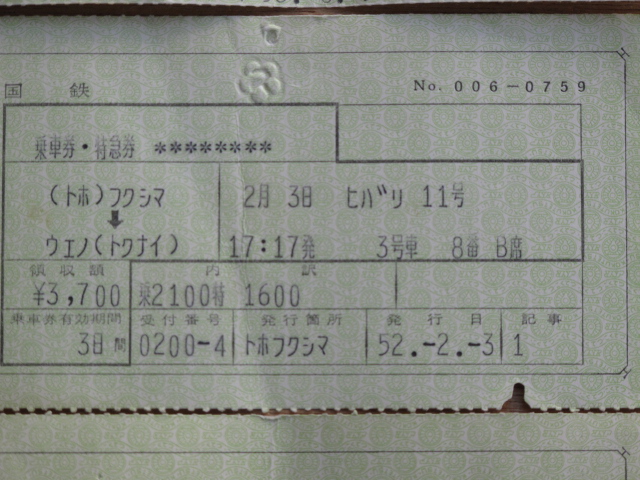 国鉄 No. 006-0759
乗車券・特急券 ********
(トホ)フクシマ 2月 3日 ヒバリ 11号
ウエノ(トクナイ) 17:17発 3号車 8番 B席
領収額 内訳
¥3,700 乗2100特 1600
乗車券有効期間 受付番号 発行箇所 発行日 記事
3日間 0200-4 トホフクシマ 52.-2.-3 1